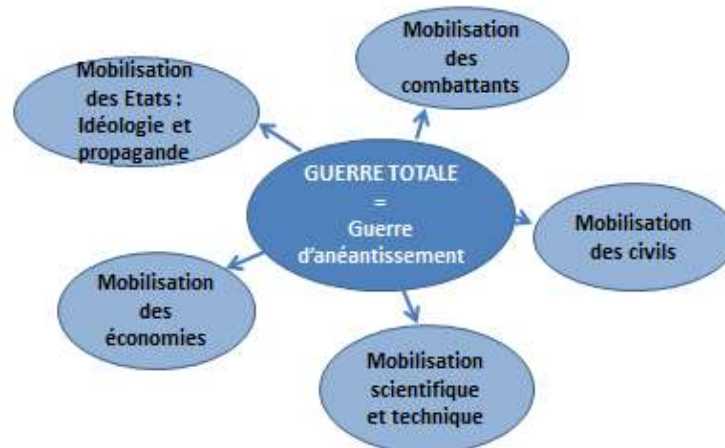 Mobilisation
des
combattants
Mobilisation
des Etats :
Idéologie et
propagande
GUERRE TOTALE
=
Guerre
d'anéantissement
Mobilisation
des civils
Mobilisation
des
économies
Mobilisation
scientifique
et technique